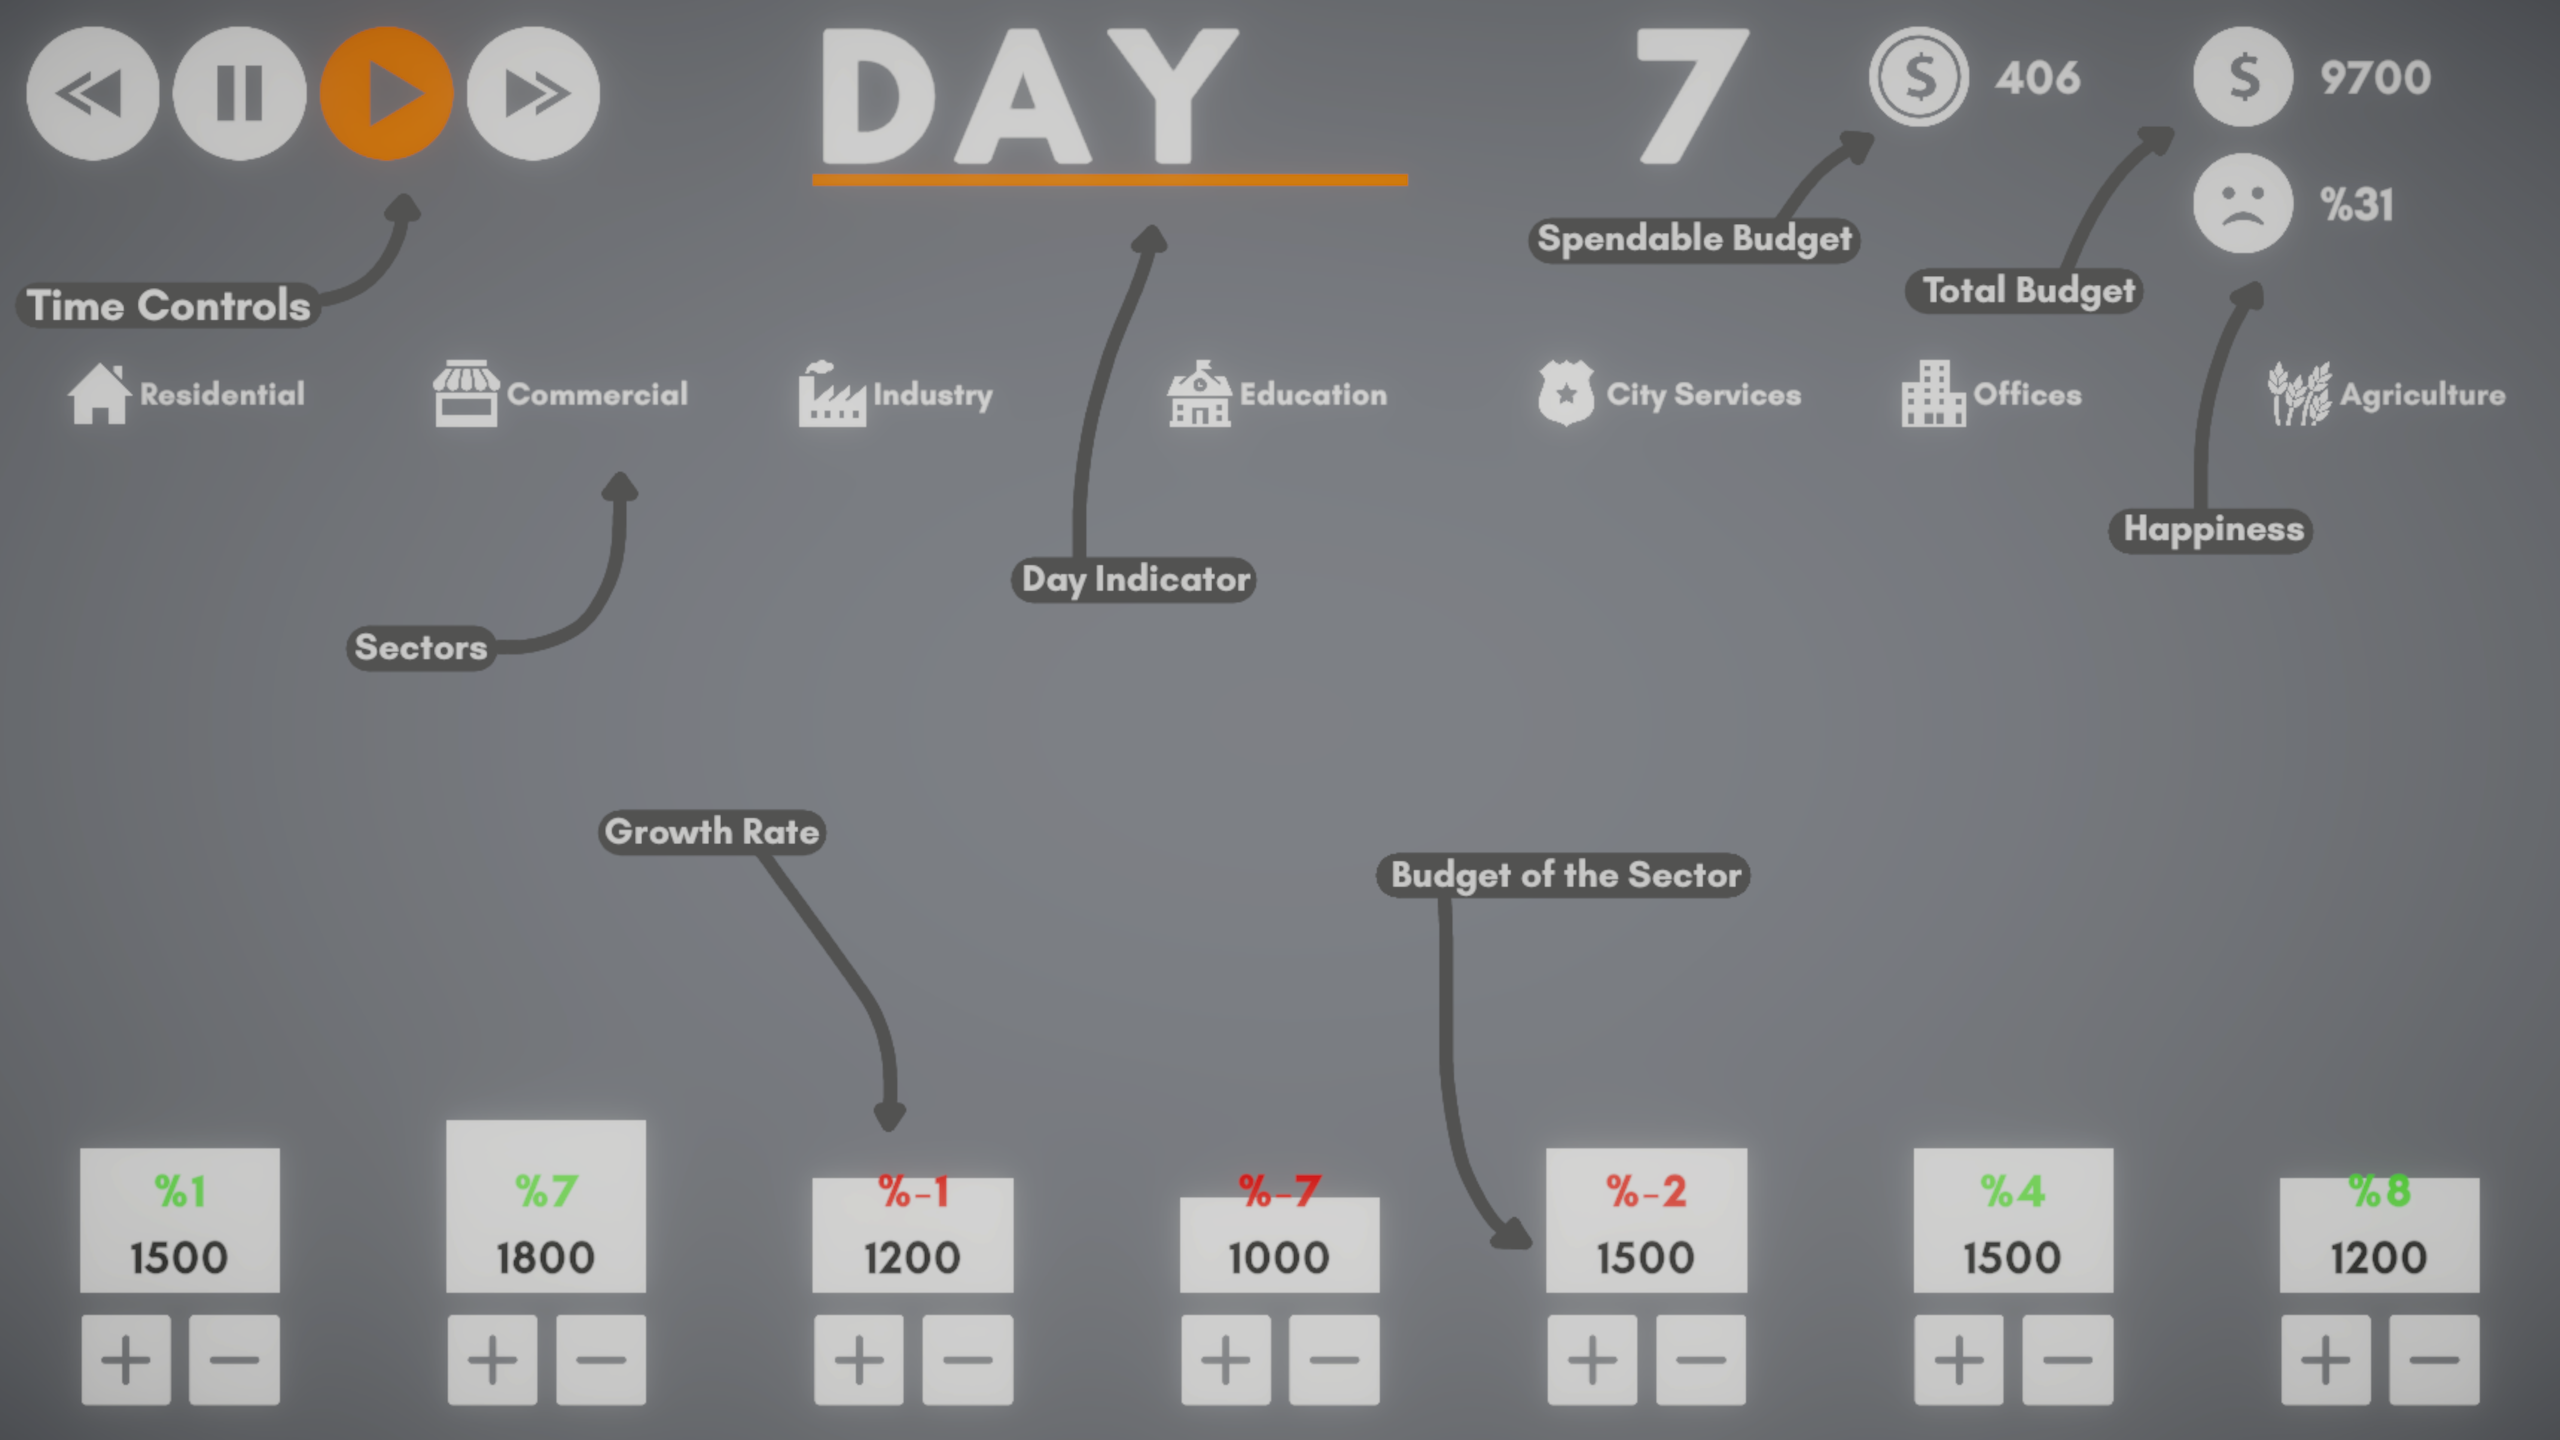 DAY 7
$ 406
$ 9700
%31
Spendable Budget
Total Budget
Time Controls
Residential
Commercial
Industry
Education
City Services
Offices
Agriculture
Happiness
Day Indicator
Sectors
Growth Rate
Budget of the Sector
%1
1500
%7
1800
%-1
1200
%-7
1000
%-2
1500
%4
1500
%8
1200